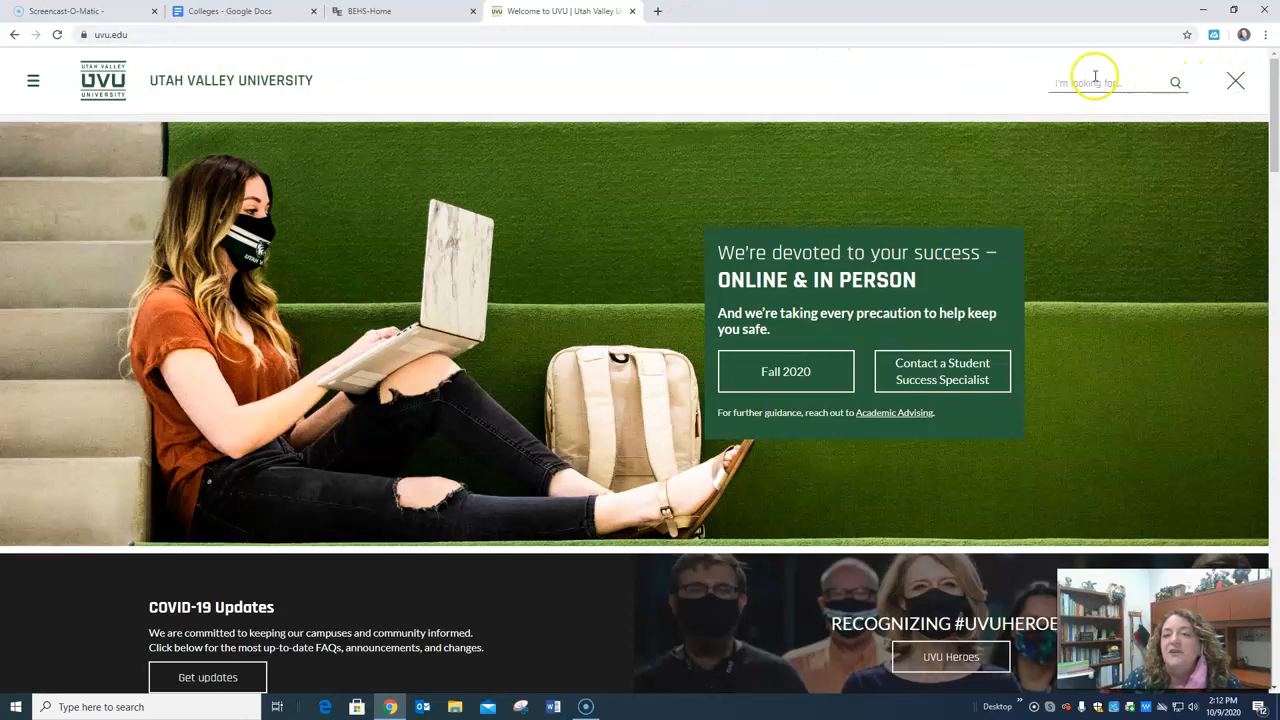 Screencast-O-Matic -
Colleges - Google Docs
BEHS-Home
Welcome to UVU | Utah Valley U
uvu.edu
UTAH VALLEY
UVU
UNIVERSITY
UTAH VALLEY UNIVERSITY
I'm looking for...
We're devoted to your success –
ONLINE & IN PERSON
And we're taking every precaution to help keep
you safe.
Fall 2020
Contact a Student
Success Specialist
For further guidance, reach out to Academic Advising.
COVID-19 Updates
We are committed to keeping our campuses and community informed.
Click below for the most up-to-date FAQs, announcements, and changes.
Get updates
RECOGNIZING #UVUHEROE
UVU Heroes
Type here to search
Desktop
2:12 PM
10/9/2020